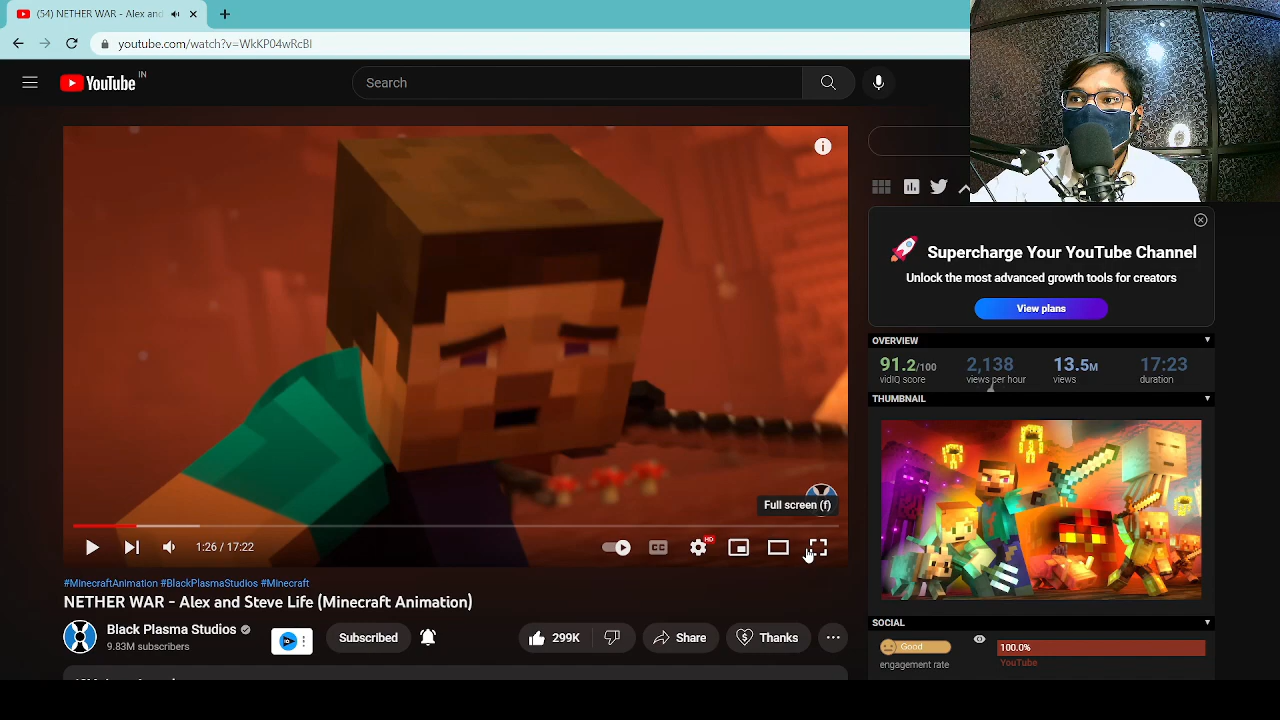 (54) NETHER WAR - Alex and
youtube.com/watch?v=WkKP04wRcBI
YouTube IN
Search
Supercharge Your YouTube Channel
Unlock the most advanced growth tools for creators
View plans
OVERVIEW
91.2/100 2,138 13.5M 17:23
vidIQ score views per hour views duration
THUMBNAIL
Full screen (f)
1:26 / 17:22
CC HD
#MinecraftAnimation #BlackPlasmaStudios #Minecraft
NETHER WAR - Alex and Steve Life (Minecraft Animation)
Black Plasma Studios
9.83M subscribers
Subscribed
299K
Share
Thanks
SOCIAL
Good
engagement rate
100.0%
YouTube